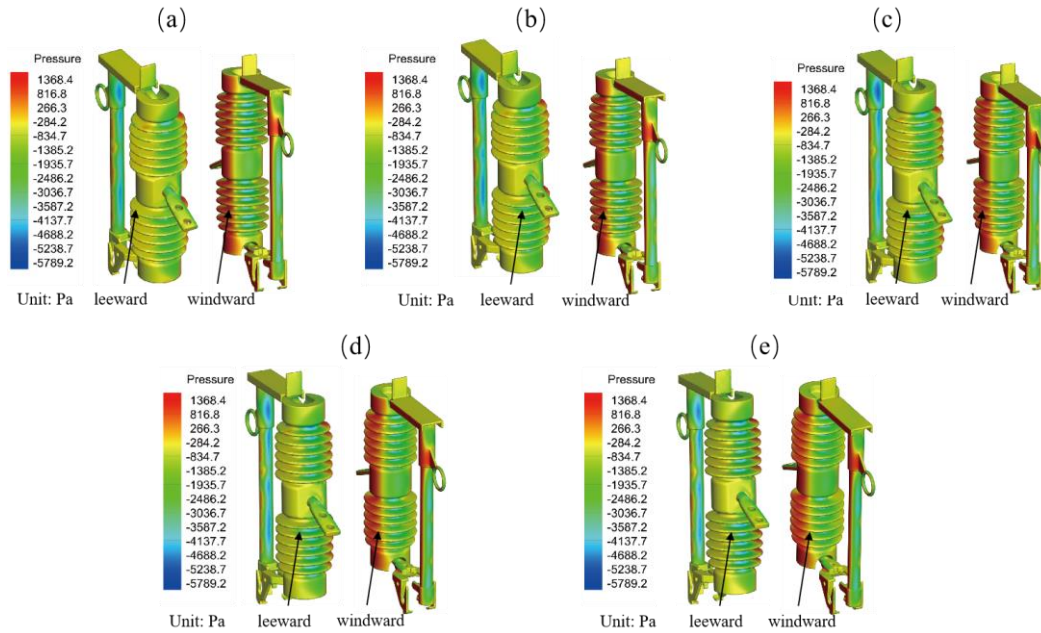 (a)
Pressure
1368.4
816.8
266.3
-284.2
-834.7
-1385.2
-1935.7
-2486.2
-3036.7
-3587.2
-4137.7
-4688.2
-5238.7
-5789.2
Unit: Pa
leeward
windward
(b)
Pressure
1368.4
816.8
266.3
-284.2
-834.7
-1385.2
-1935.7
-2486.2
-3036.7
-3587.2
-4137.7
-4688.2
-5238.7
-5789.2
Unit: Pa
leeward
windward
(c)
Pressure
1368.4
816.8
266.3
-284.2
-834.7
-1385.2
-1935.7
-2486.2
-3036.7
-3587.2
-4137.7
-4688.2
-5238.7
-5789.2
Unit: Pa
leeward
windward
(d)
Pressure
1368.4
816.8
266.3
-284.2
-834.7
-1385.2
-1935.7
-2486.2
-3036.7
-3587.2
-4137.7
-4688.2
-5238.7
-5789.2
Unit: Pa
leeward
windward
(e)
Pressure
1368.4
816.8
266.3
-284.2
-834.7
-1385.2
-1935.7
-2486.2
-3036.7
-3587.2
-4137.7
-4688.2
-5238.7
-5789.2
Unit: Pa
leeward
windward